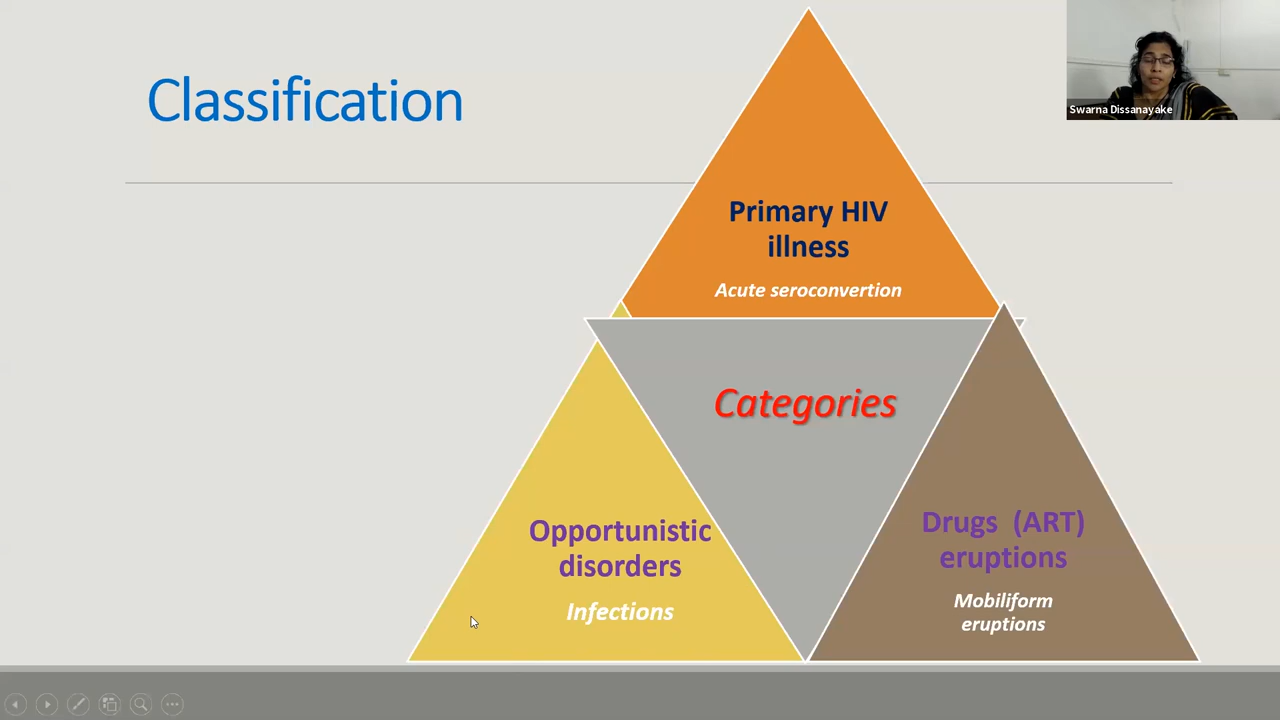 Classification
Swarna Dissanayake
Primary HIV
illness
Acute seroconvertion
Categories
Opportunistic
disorders
Infections
Drugs (ART)
eruptions
Mobiliform
eruptions